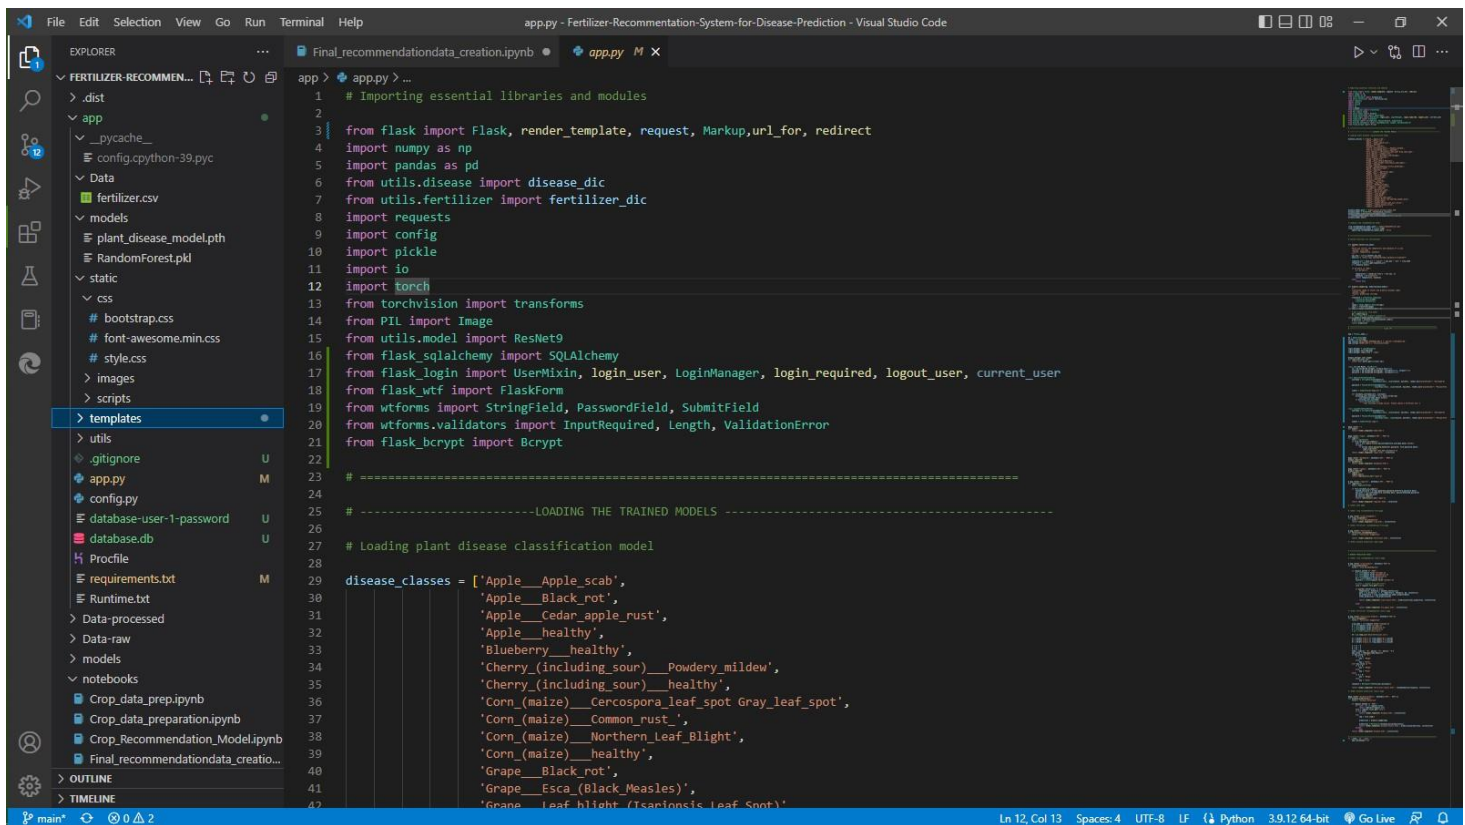 File Edit Selection View Go Run Terminal Help
app.py - Fertilizer-Recommentation-System-for-Disease-Prediction - Visual Studio Code
EXPLORER
FERTILIZER-RECOMMEN...
.dist
app
__pycache__
config.cpython-39.pyc
Data
fertilizer.csv
models
plant_disease_model.pth
RandomForest.pkl
static
css
bootstrap.css
font-awesome.min.css
style.css
images
scripts
templates
utils
.gitignore U
app.py M
config.py
database-user-1-password U
database.db U
Procfile
requirements.txt M
Runtime.txt
Data-processed
Data-raw
models
notebooks
Crop_data_prep.ipynb
Crop_data_preparation.ipynb
Crop_Recommendation_Model.ipynb
Final_recommendationdata_creatio...
OUTLINE
TIMELINE
1
12
Final_recommendationdata_creation.ipynb
app.py M
app > app.py > ...
1 # Importing essential libraries and modules
2
3 from flask import Flask, render_template, request, Markup,url_for, redirect
4 import numpy as np
5 import pandas as pd
6 from utils.disease import disease_dic
7 from utils.fertilizer import fertilizer_dic
8 import requests
9 import config
10 import pickle
11 import io
12 import torch
13 from torchvision import transforms
14 from PIL import Image
15 from utils.model import ResNet9
16 from flask_sqlalchemy import SQLAlchemy
17 from flask_login import UserMixin, login_user, LoginManager, login_required, logout_user, current_user
18 from flask_wtf import FlaskForm
19 from wtforms import StringField, PasswordField, SubmitField
20 from wtforms.validators import InputRequired, Length, ValidationError
21 from flask_bcrypt import Bcrypt
22
23 # ==========================================================================================
24
25 # ------------------------LOADING THE TRAINED MODELS ---------------------------------------------
26
27 # Loading plant disease classification model
28
29 disease_classes = ['Apple___Apple_scab',
30 'Apple___Black_rot',
31 'Apple___Cedar_apple_rust',
32 'Apple___healthy',
33 'Blueberry___healthy',
34 'Cherry_(including_sour)___Powdery_mildew',
35 'Cherry_(including_sour)___healthy',
36 'Corn_(maize)___Cercospora_leaf_spot Gray_leaf_spot',
37 'Corn_(maize)___Common_rust_',
38 'Corn_(maize)___Northern_Leaf_Blight',
39 'Corn_(maize)___healthy',
40 'Grape___Black_rot',
41 'Grape___Esca_(Black_Measles)',
42 'Grape___Leaf_blight_(Isariopsis_Leaf_Spot)',
main* 0 2
Ln 12, Col 13 Spaces: 4 UTF-8 LF Python 3.9.12 64-bit Go Live